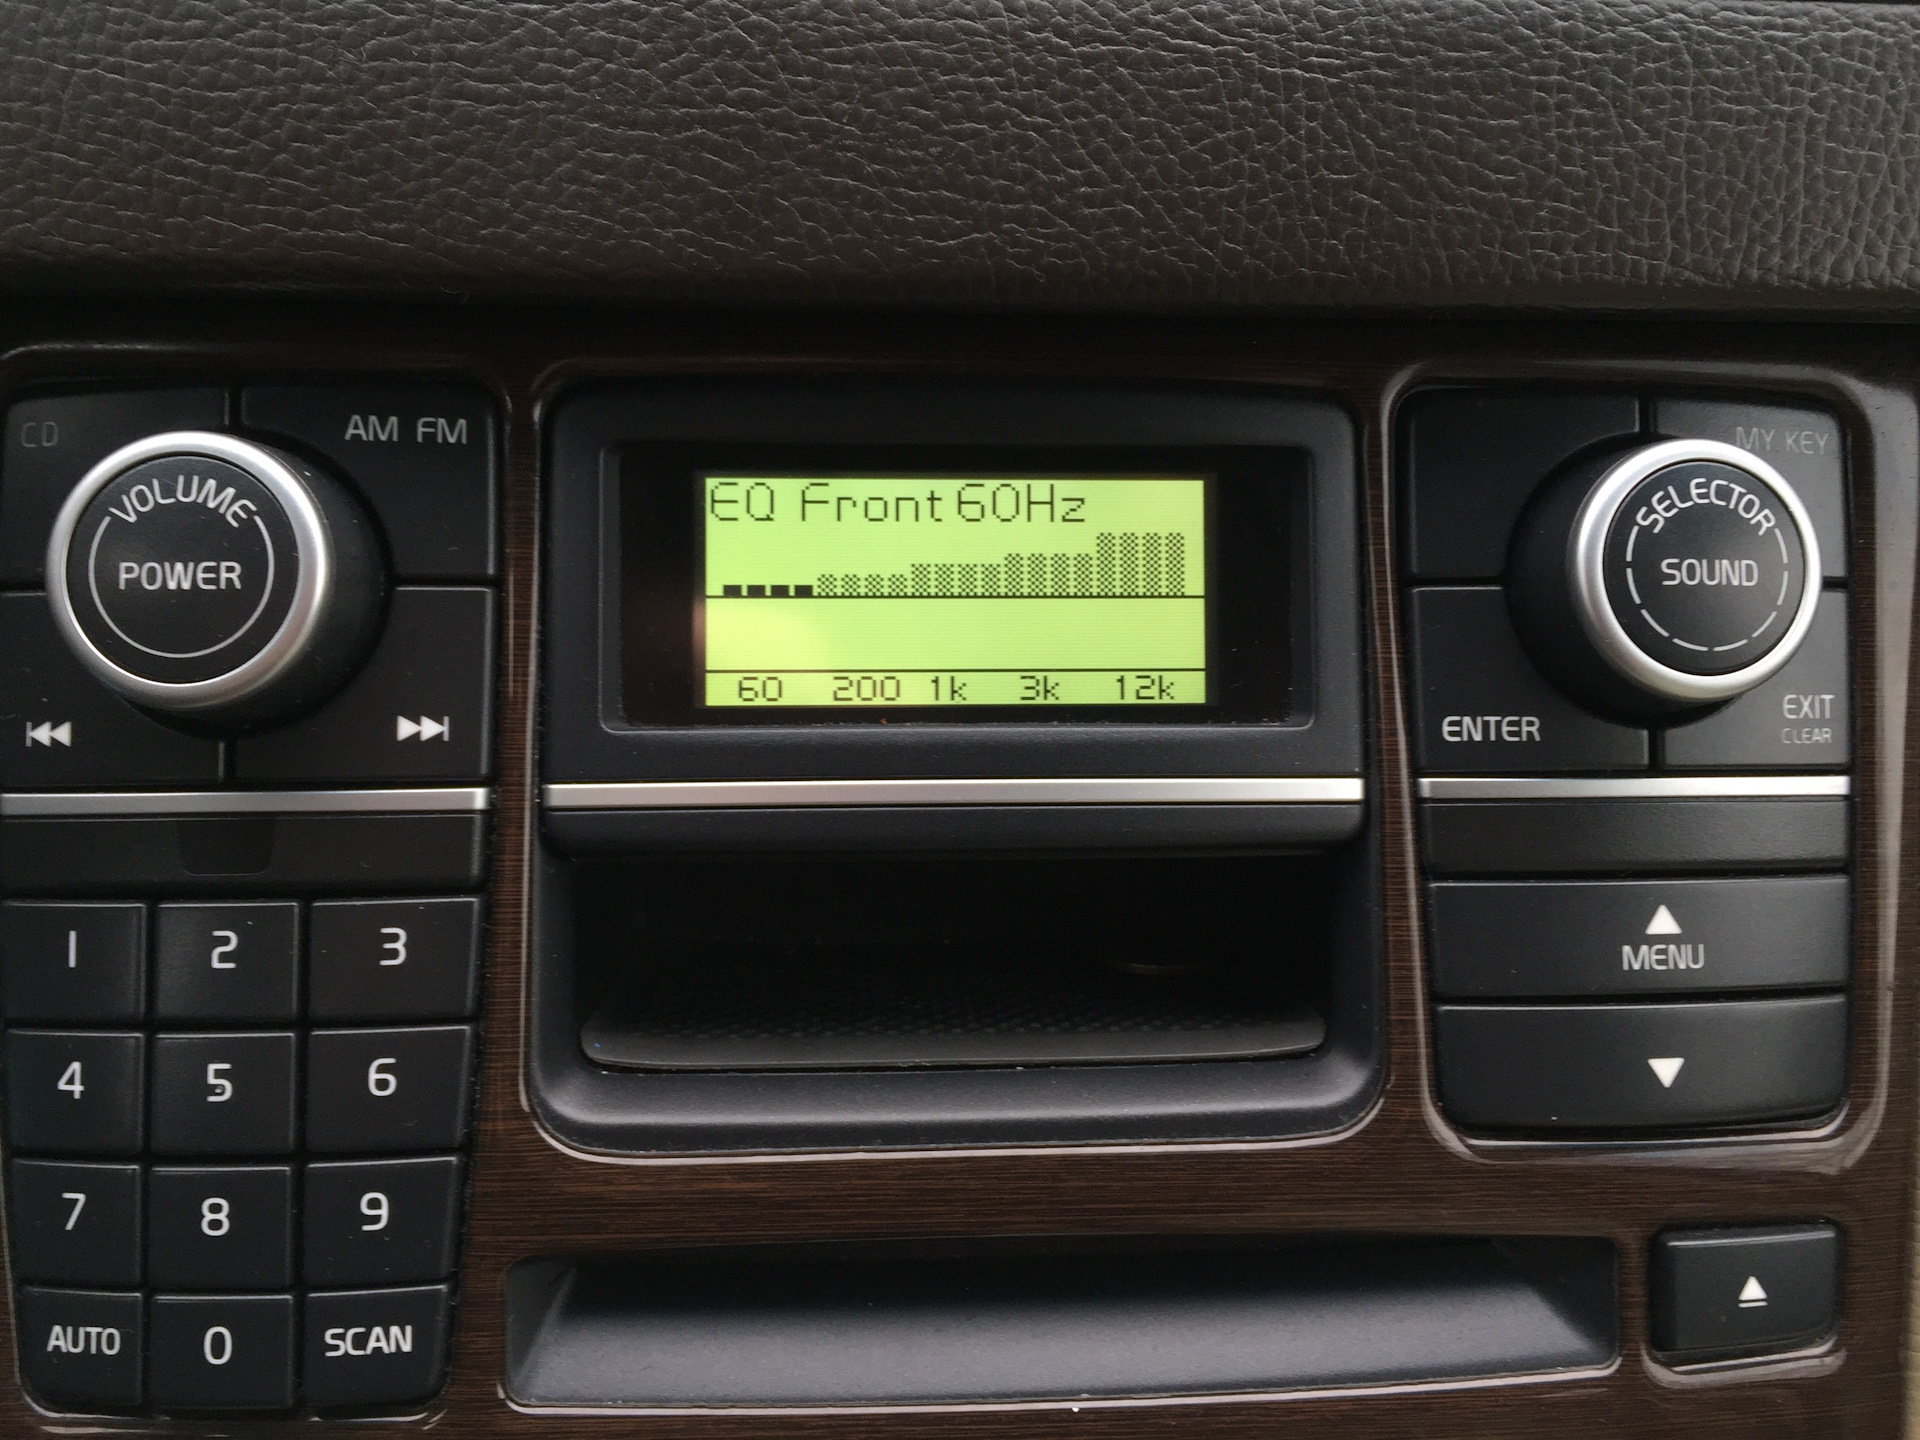 CD
AM FM
VOLUME
POWER
1
2
3
4
5
6
7
8
9
AUTO
0
SCAN
EQ Front 60Hz
60 200 1k 3k 12k
MY KEY
SELECTOR
SOUND
ENTER
EXIT
CLEAR
MENU